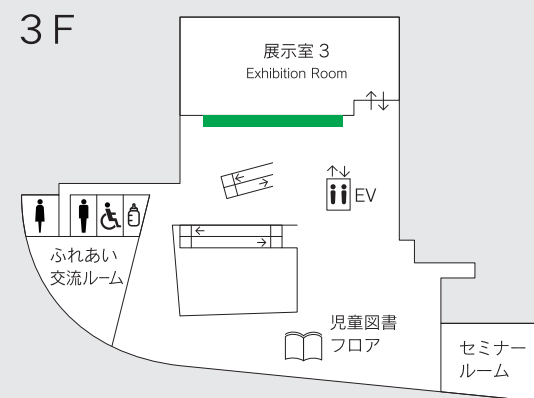 3F
展示室 3
Exhibition Room
EV
ふれあい
交流ルーム
児童図書
フロア
セミナー
ルーム